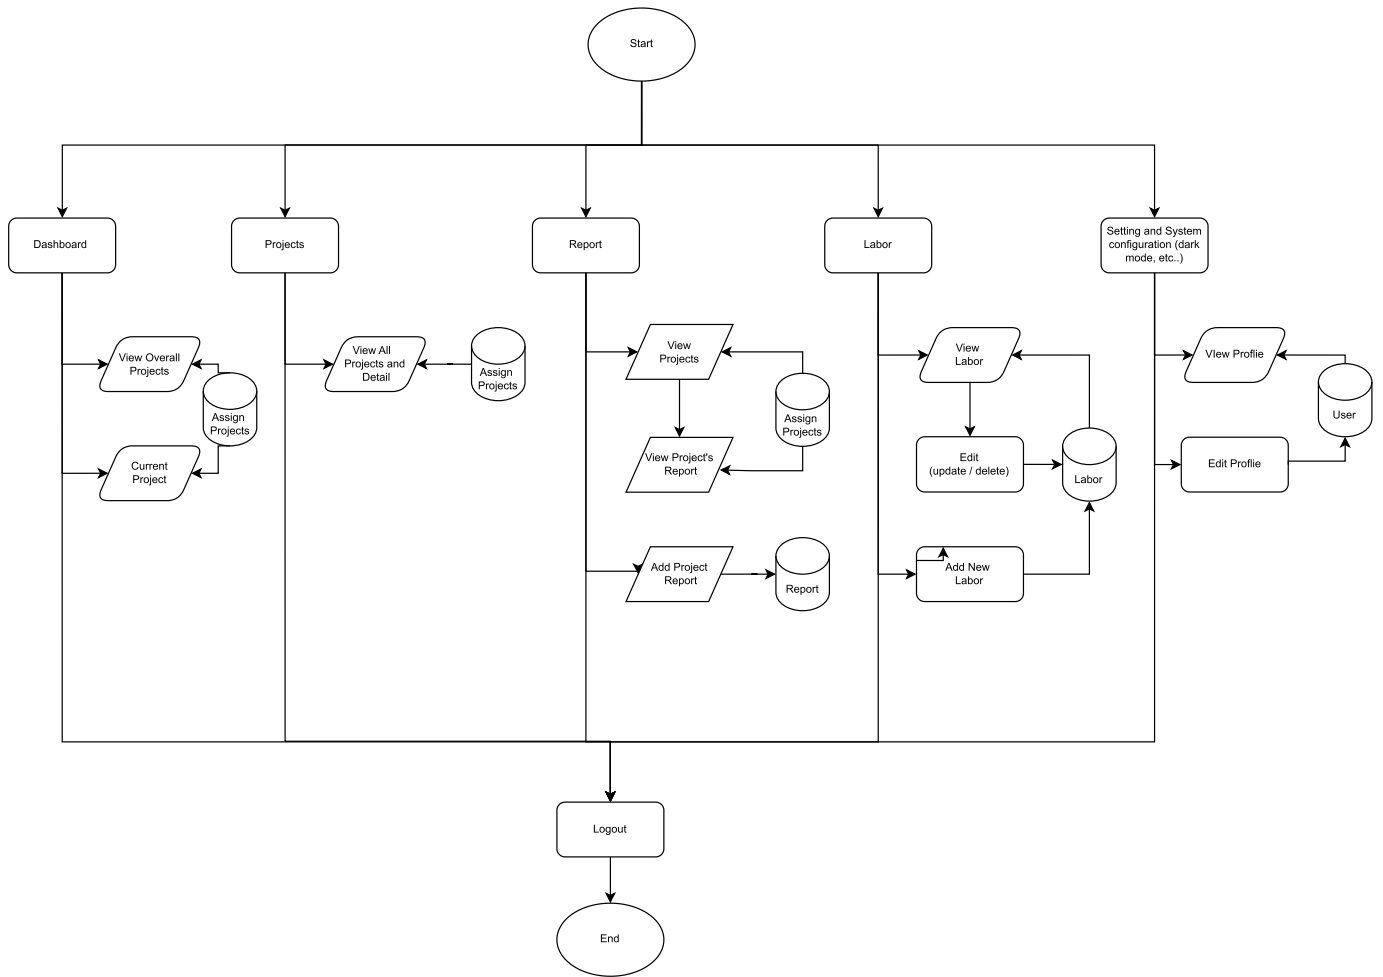 Start
Dashboard
Projects
Report
Labor
Setting and System
configuration (dark
mode, etc..)
View Overall
Projects
Assign
Projects
Current
Project
View All
Projects and
Detail
Assign
Projects
View
Projects
Assign
Projects
View Project's
Report
Add Project
Report
Report
View
Labor
Edit
(update / delete)
Labor
Add New
Labor
VIew Proflie
User
Edit Proflie
Logout
End